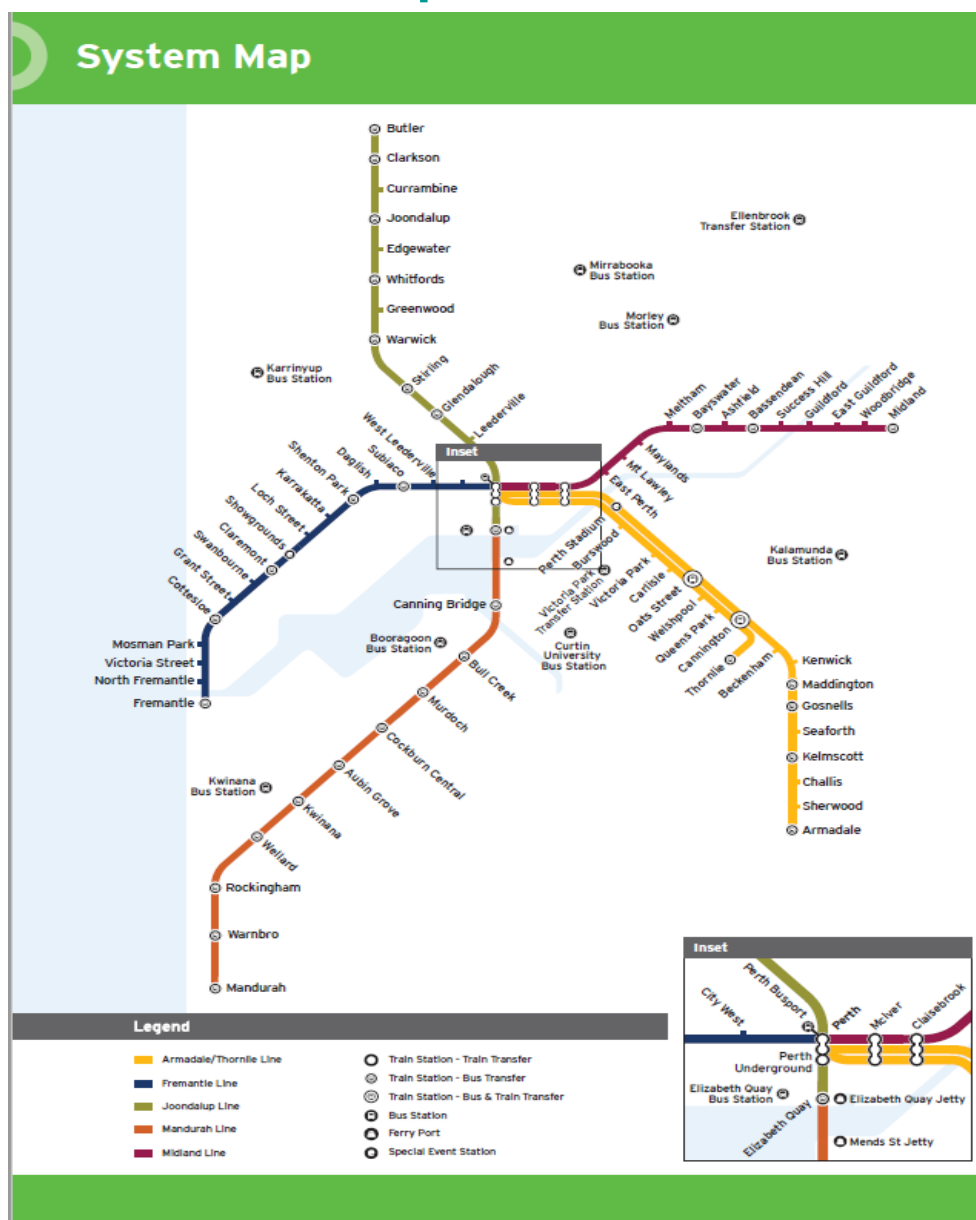 System Map
Butler
Clarkson
Currambine
Joondalup
Edgewater
Whitfords
Greenwood
Warwick
Stirling
Glendalough
Leederville
Ellenbrook
Transfer Station
Mirrabooka
Bus Station
Morley
Bus Station
Karrinyup
Bus Station
Meltham
Bayswater
Ashfield
Bassendean
Success Hill
Guildford
East Guildford
Woodbridge
Midland
Maylands
Mt Lawley
East Perth
Inset
West Leederville
Subiaco
Daglish
Shenton Park
Karrakatta
Loch Street
Showgrounds
Claremont
Swanbourne
Grant Street
Cottesloe
Mosman Park
Victoria Street
North Fremantle
Fremantle
Perth Stadium
Burswood
Victoria Park
Transfer Station
Victoria Park
Carlisle
Oats Street
Welshpool
Queens Park
Cannington
Thornlie
Beckenham
Kalamunda
Bus Station
Canning Bridge
Booragoon
Bus Station
Curtin
University
Bus Station
Kenwick
Maddington
Gosnells
Seaforth
Kelmscott
Challis
Sherwood
Armadale
Bull Creek
Murdoch
Cockburn Central
Aubin Grove
Kwinana
Wellard
Kwinana
Bus Station
Rockingham
Warnbro
Mandurah
Inset
City West
Perth Busport
Perth
McIver
Claisebrook
Perth
Underground
Elizabeth Quay
Bus Station
Elizabeth Quay
Elizabeth Quay Jetty
Mends St Jetty
Legend
Armadale/Thornlie Line
Fremantle Line
Joondalup Line
Mandurah Line
Midland Line
Train Station - Train Transfer
Train Station - Bus Transfer
Train Station - Bus & Train Transfer
Bus Station
Ferry Port
Special Event Station